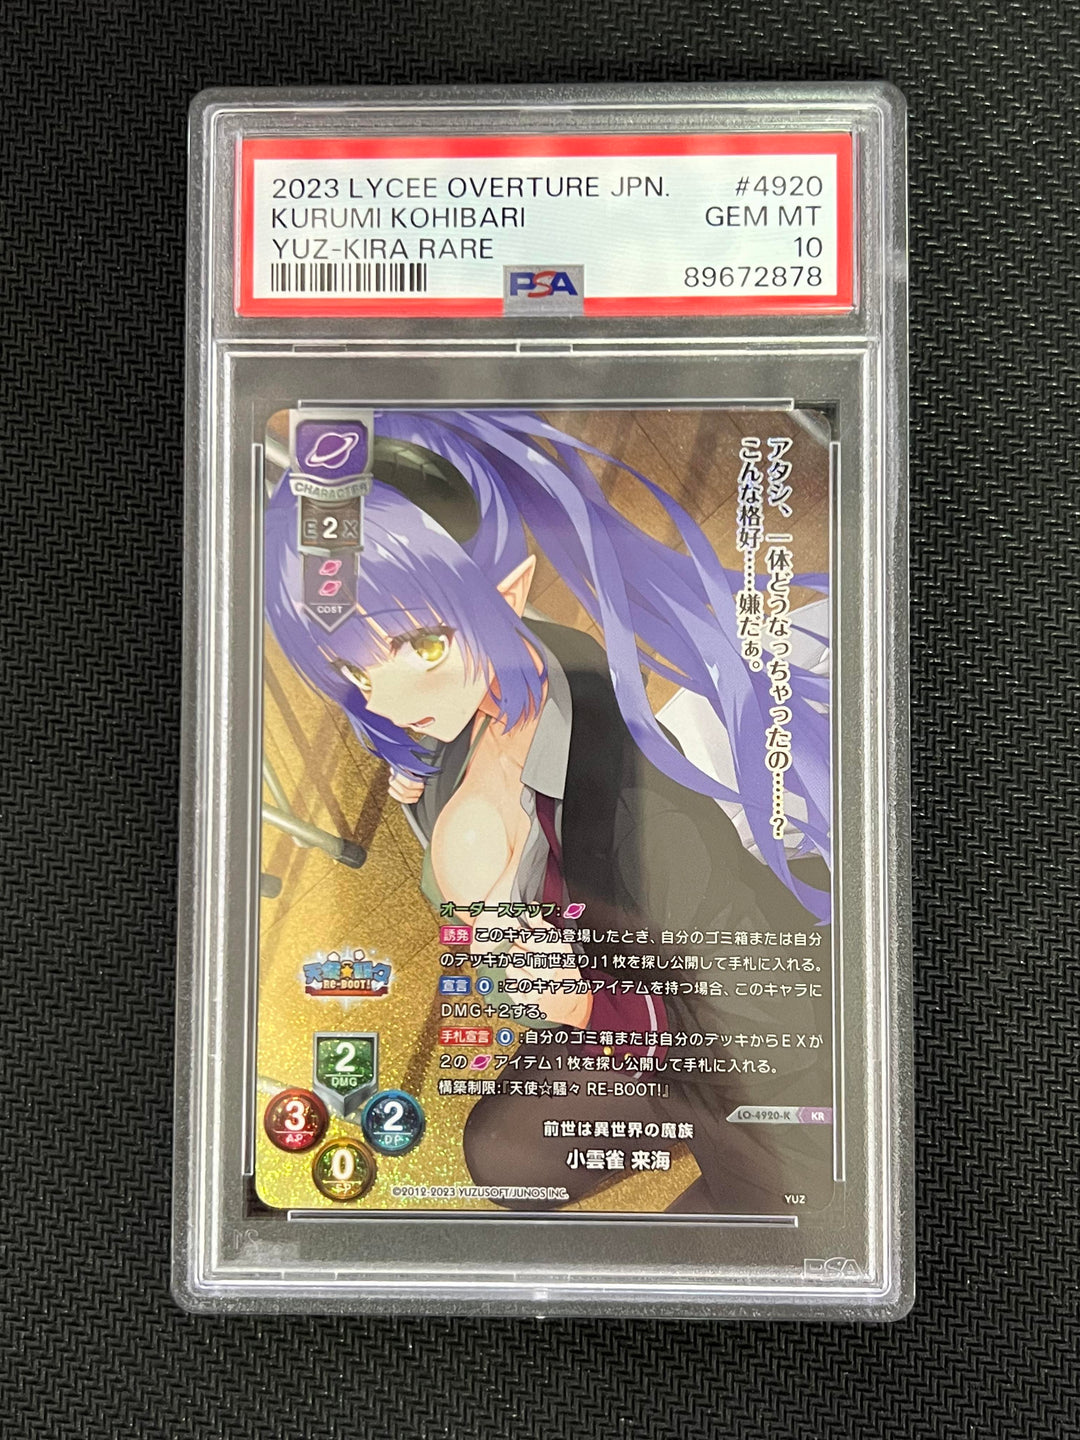 2023 LYCEE OVERTURE JPN. #4920
KURUMI KOHIBARI GEM MT
YUZ-KIRA RARE 10
PSA 89672878
CHARACTER
E 2 X
COST
アタシ、一体どうなっちゃったの……?
こんな格好……嫌だぁ。
オーダーステップ:
誘発 このキャラが登場したとき、自分のゴミ箱または自分
のデッキから「前世返り」1枚を探し公開して手札に入れる。
宣言 0 :このキャラがアイテムを持つ場合、このキャラに
DMG+2する。
手札宣言 0 :自分のゴミ箱または自分のデッキからEXが
2の アイテム1枚を探し公開して手札に入れる。
構築制限:『天使☆騒々 RE-BOOT!』
天使☆騒々
RE-BOOT!
2
DMG
3
AP
2
DP
0
SP
LO-4920-K KR
前世は異世界の魔族
小雲雀 来海
©2012-2023 YUZUSOFT/JUNOS INC.
YUZ
PSA